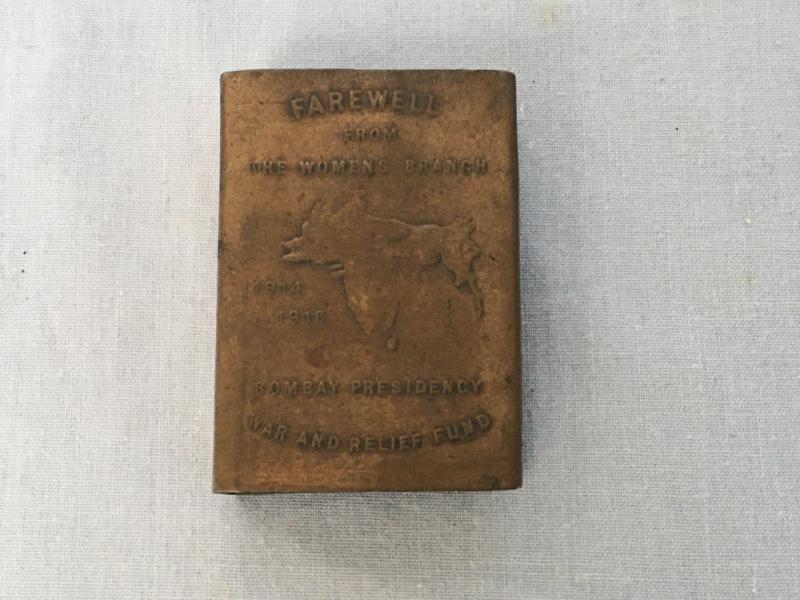 FAREWELL
FROM
THE WOMENS BRANCH
1914
1918
BOMBAY PRESIDENCY
WAR AND RELIEF FUND